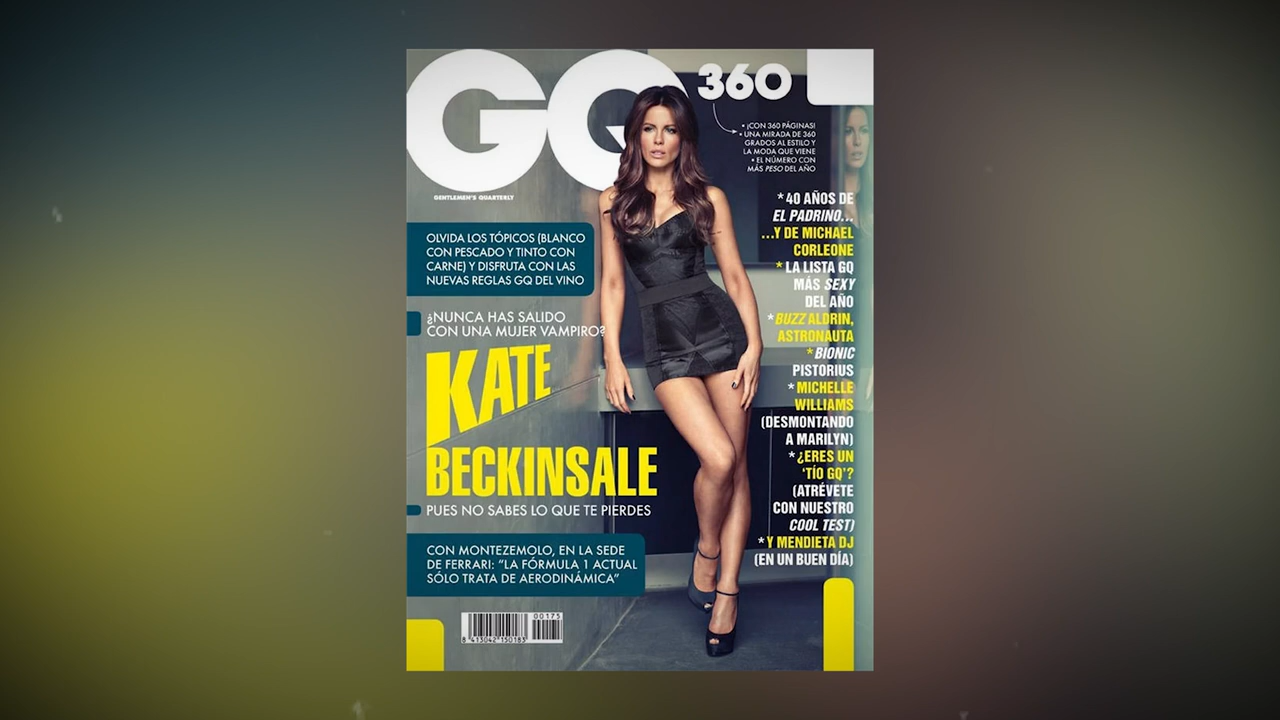 GQ
360
GENTLEMEN'S QUARTERLY
• ¡CON 360 PÁGINAS!
• UNA MIRADA DE 360
GRADOS AL ESTILO Y
LA MODA QUE VIENE
• EL NÚMERO CON
MÁS PESO DEL AÑO
OLVIDA LOS TÓPICOS (BLANCO
CON PESCADO Y TINTO CON
CARNE) Y DISFRUTA CON LAS
NUEVAS REGLAS GQ DEL VINO
¿NUNCA HAS SALIDO
CON UNA MUJER VAMPIRO?
KATE
BECKINSALE
PUES NO SABES LO QUE TE PIERDES
CON MONTEZEMOLO, EN LA SEDE
DE FERRARI: “LA FÓRMULA 1 ACTUAL
SÓLO TRATA DE AERODINÁMICA”
* 40 AÑOS DE
EL PADRINO...
...Y DE MICHAEL
CORLEONE
* LA LISTA GQ
MÁS SEXY
DEL AÑO
* BUZZ ALDRIN,
ASTRONAUTA
* BIONIC
PISTORIUS
* MICHELLE
WILLIAMS
(DESMONTANDO
A MARILYN)
* ¿ERES UN
‘TÍO GQ’?
(ATRÉVETE
CON NUESTRO
COOL TEST)
* Y MENDIETA DJ
(EN UN BUEN DÍA)
00175
8 413042 150185